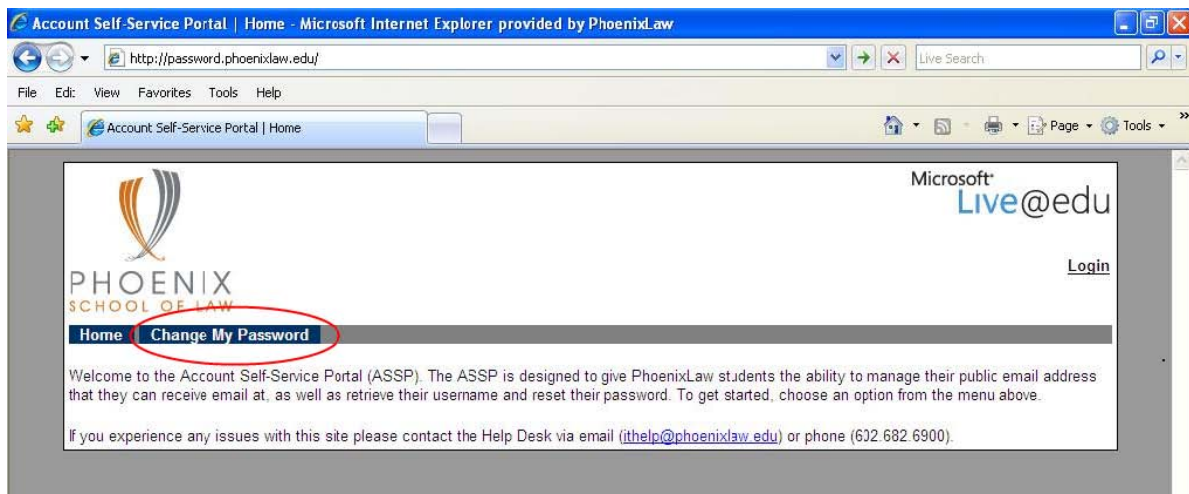 Account Self-Service Portal | Home - Microsoft Internet Explorer provided by PhoenixLaw
http://password.phoenixlaw.edu/
Live Search
File Edit View Favorites Tools Help
Account Self-Service Portal | Home
Page Tools
Microsoft
Live@edu
Login
PHOENIX
SCHOOL OF LAW
Home Change My Password
Welcome to the Account Self-Service Portal (ASSP). The ASSP is designed to give PhoenixLaw students the ability to manage their public email address
that they can receive email at, as well as retrieve their username and reset their password. To get started, choose an option from the menu above.
If you experience any issues with this site please contact the Help Desk via email (ithelp@phoenixlaw.edu) or phone (602.682.6900).